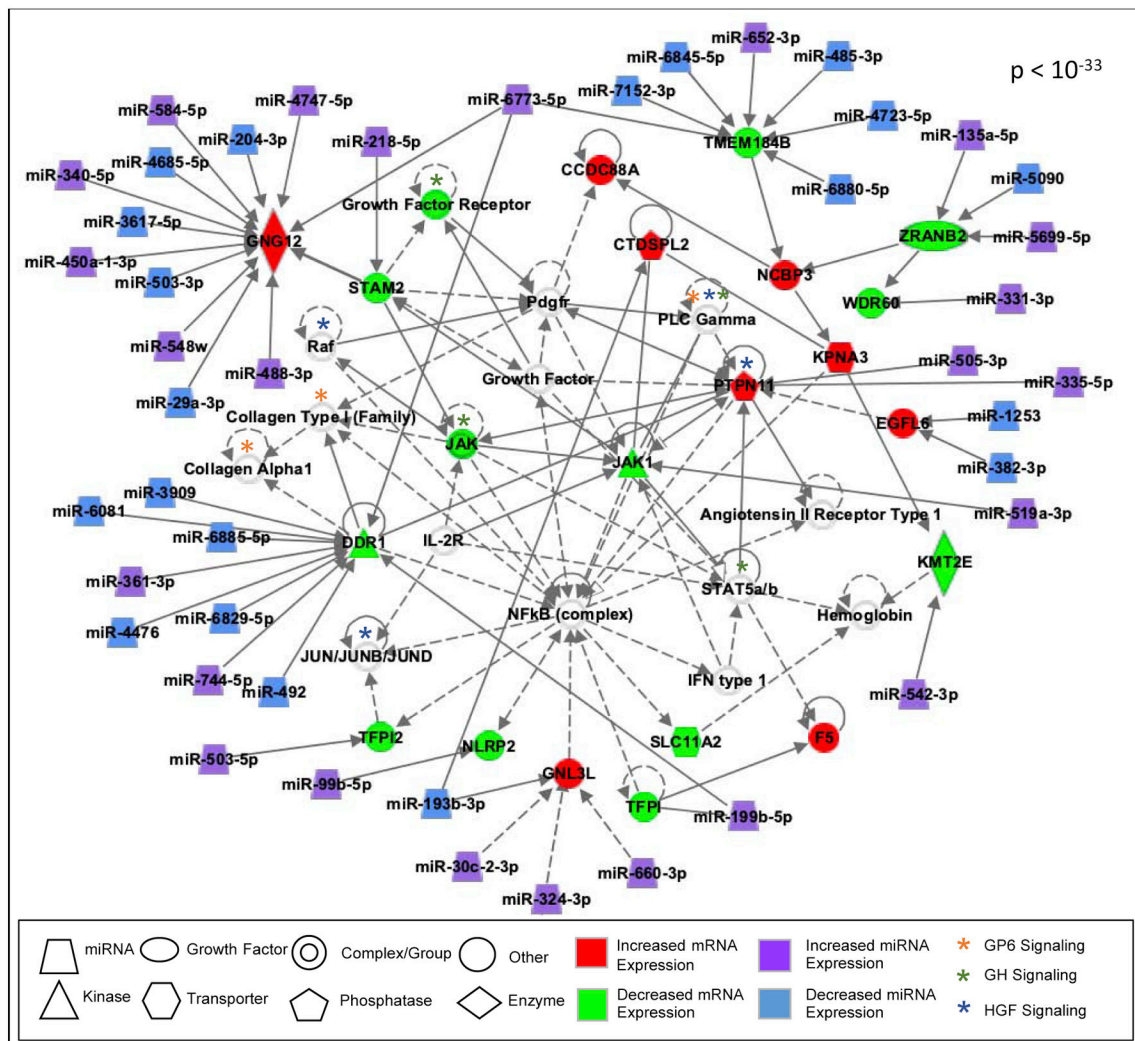 miR-652-3p
miR-6845-5p
miR-485-3p
p < 10-33
miR-584-5p
miR-4747-5p
miR-6773-5p
miR-7152-3p
miR-204-3p
miR-218-5p
miR-4723-5p
miR-135a-5p
miR-4685-5p
TMEM184B
miR-340-5p
CCDC88A
miR-6880-5p
miR-5090
Growth Factor Receptor
miR-3617-5p
GNG12
CTDSPL2
ZRANB2
miR-5699-5p
miR-450a-1-3p
NCBP3
miR-503-3p
STAM2
Pdgfr
WDR60
miR-331-3p
PLC Gamma
miR-548w
Raf
KPNA3
miR-488-3p
Growth Factor
PTPN11
miR-505-3p
miR-335-5p
miR-29a-3p
Collagen Type I (Family)
EGFL6
miR-1253
JAK
Collagen Alpha1
JAK1
miR-382-3p
miR-3909
miR-6081
Angiotensin II Receptor Type 1
miR-519a-3p
miR-6885-5p
DDR1
IL-2R
KMT2E
miR-361-3p
STAT5a/b
miR-6829-5p
NFkB (complex)
Hemoglobin
miR-4476
JUN/JUNB/JUND
miR-744-5p
IFN type 1
miR-492
miR-542-3p
TFPI2
NLRP2
SLC11A2
F5
miR-503-5p
GNL3L
miR-99b-5p
miR-193b-3p
TFPI
miR-199b-5p
miR-30c-2-3p
miR-660-3p
miR-324-3p
miRNA
Growth Factor
Complex/Group
Other
Increased mRNA
Expression
Increased miRNA
Expression
* GP6 Signaling
* GH Signaling
Kinase
Transporter
Phosphatase
Enzyme
Decreased mRNA
Expression
Decreased miRNA
Expression
* HGF Signaling